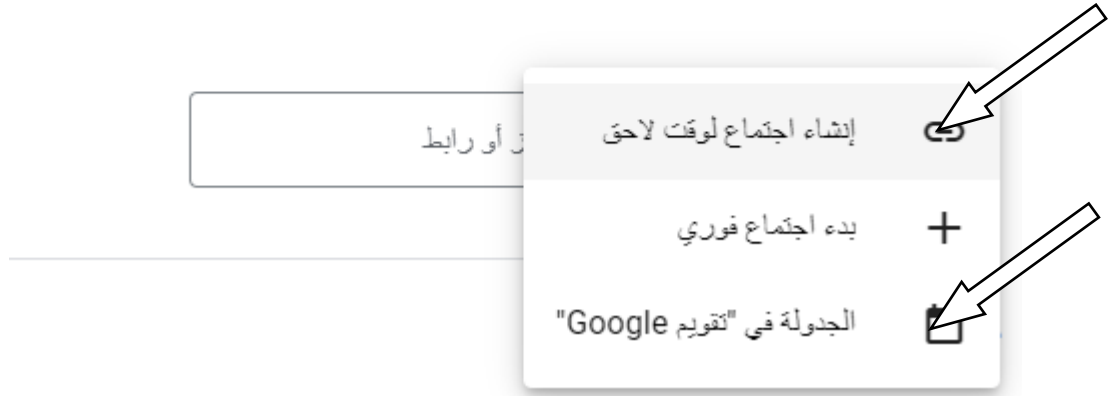 إنشاء اجتماع لوقت لاحق
أو رابط
بدء اجتماع فوري
الجدولة في "تقويم Google"